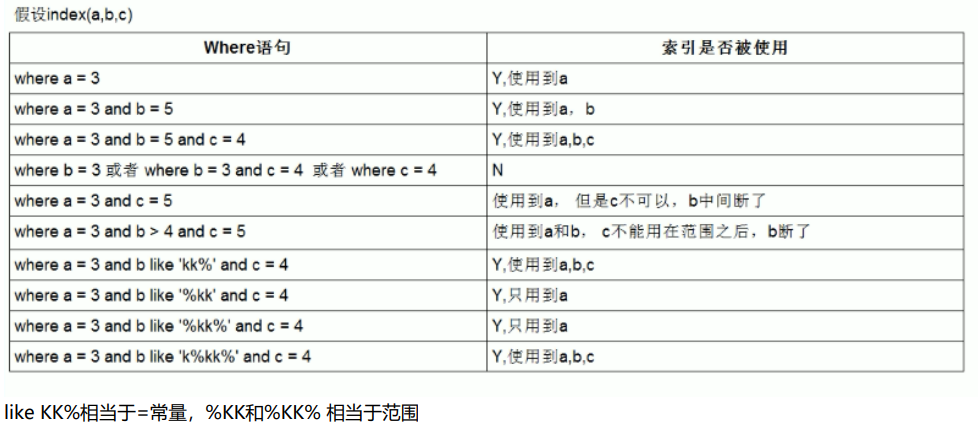 假设index(a,b,c)
Where语句 索引是否被使用
where a = 3 Y,使用到a
where a = 3 and b = 5 Y,使用到a，b
where a = 3 and b = 5 and c = 4 Y,使用到a,b,c
where b = 3 或者 where b = 3 and c = 4 或者 where c = 4 N
where a = 3 and c = 5 使用到a， 但是c不可以，b中间断了
where a = 3 and b > 4 and c = 5 使用到a和b， c不能用在范围之后，b断了
where a = 3 and b like 'kk%' and c = 4 Y,使用到a,b,c
where a = 3 and b like '%kk' and c = 4 Y,只用到a
where a = 3 and b like '%kk%' and c = 4 Y,只用到a
where a = 3 and b like 'k%kk%' and c = 4 Y,使用到a,b,c
like KK%相当于=常量，%KK和%KK% 相当于范围